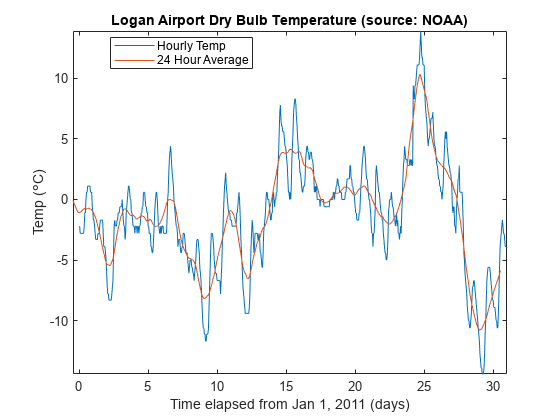 Logan Airport Dry Bulb Temperature (source: NOAA)
Hourly Temp
24 Hour Average
10
5
0
-5
-10
Temp (°C)
0 5 10 15 20 25 30
Time elapsed from Jan 1, 2011 (days)